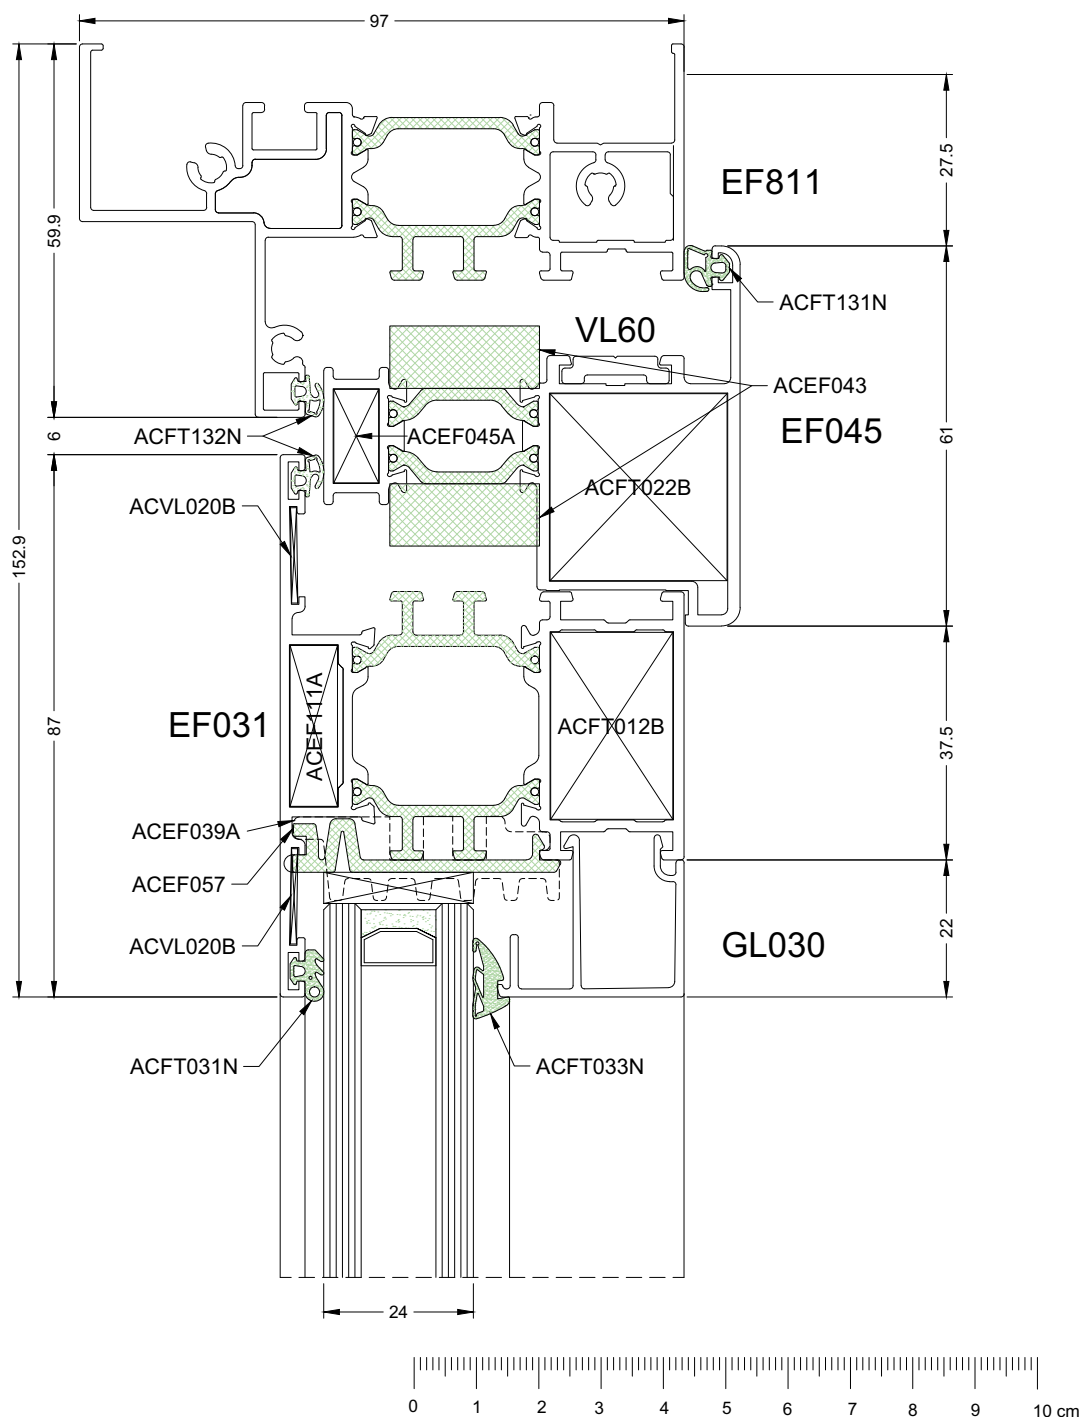 97
EF811
27.5
59.9
ACFT131N
VL60
ACEF043
EF045
6
ACFT132N
ACEF045A
61
ACFT022B
ACVL020B
152.9
EF031
ACEF111A
ACFT012B
87
37.5
ACEF039A
ACEF057
ACVL020B
GL030
22
ACFT031N
ACFT033N
24
0 1 2 3 4 5 6 7 8 9 10 cm